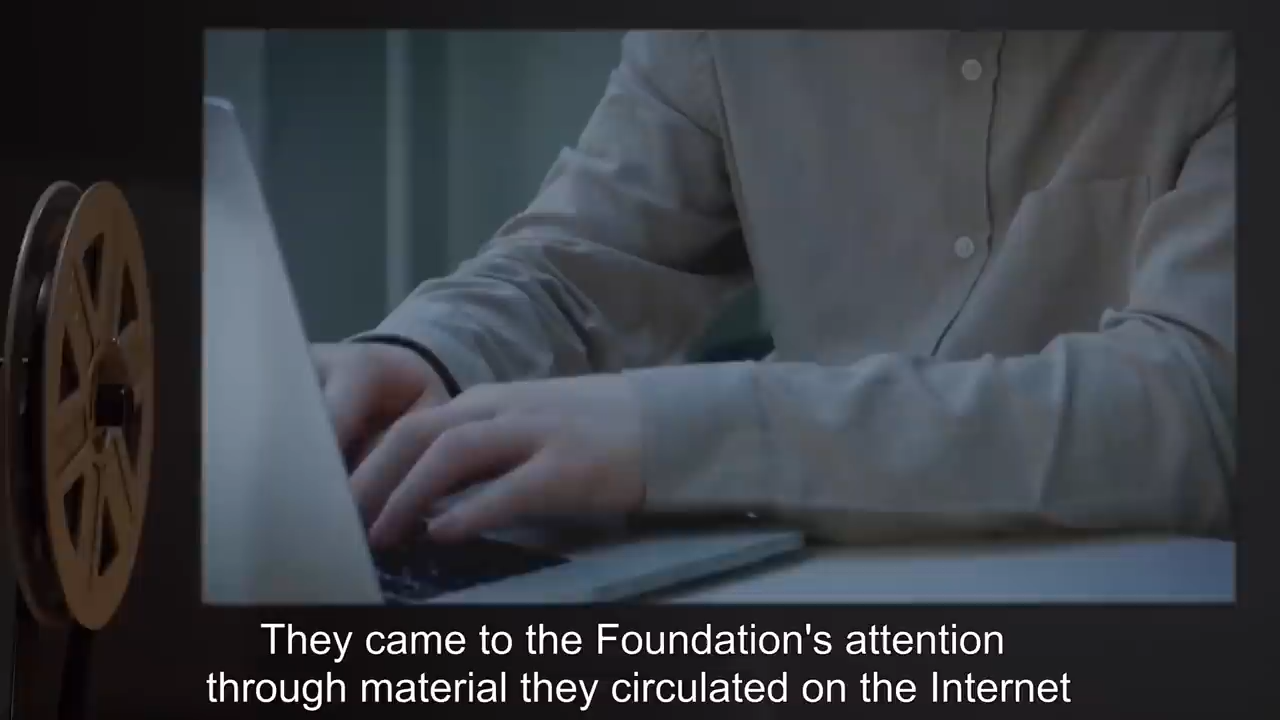 They came to the Foundation's attention
through material they circulated on the Internet